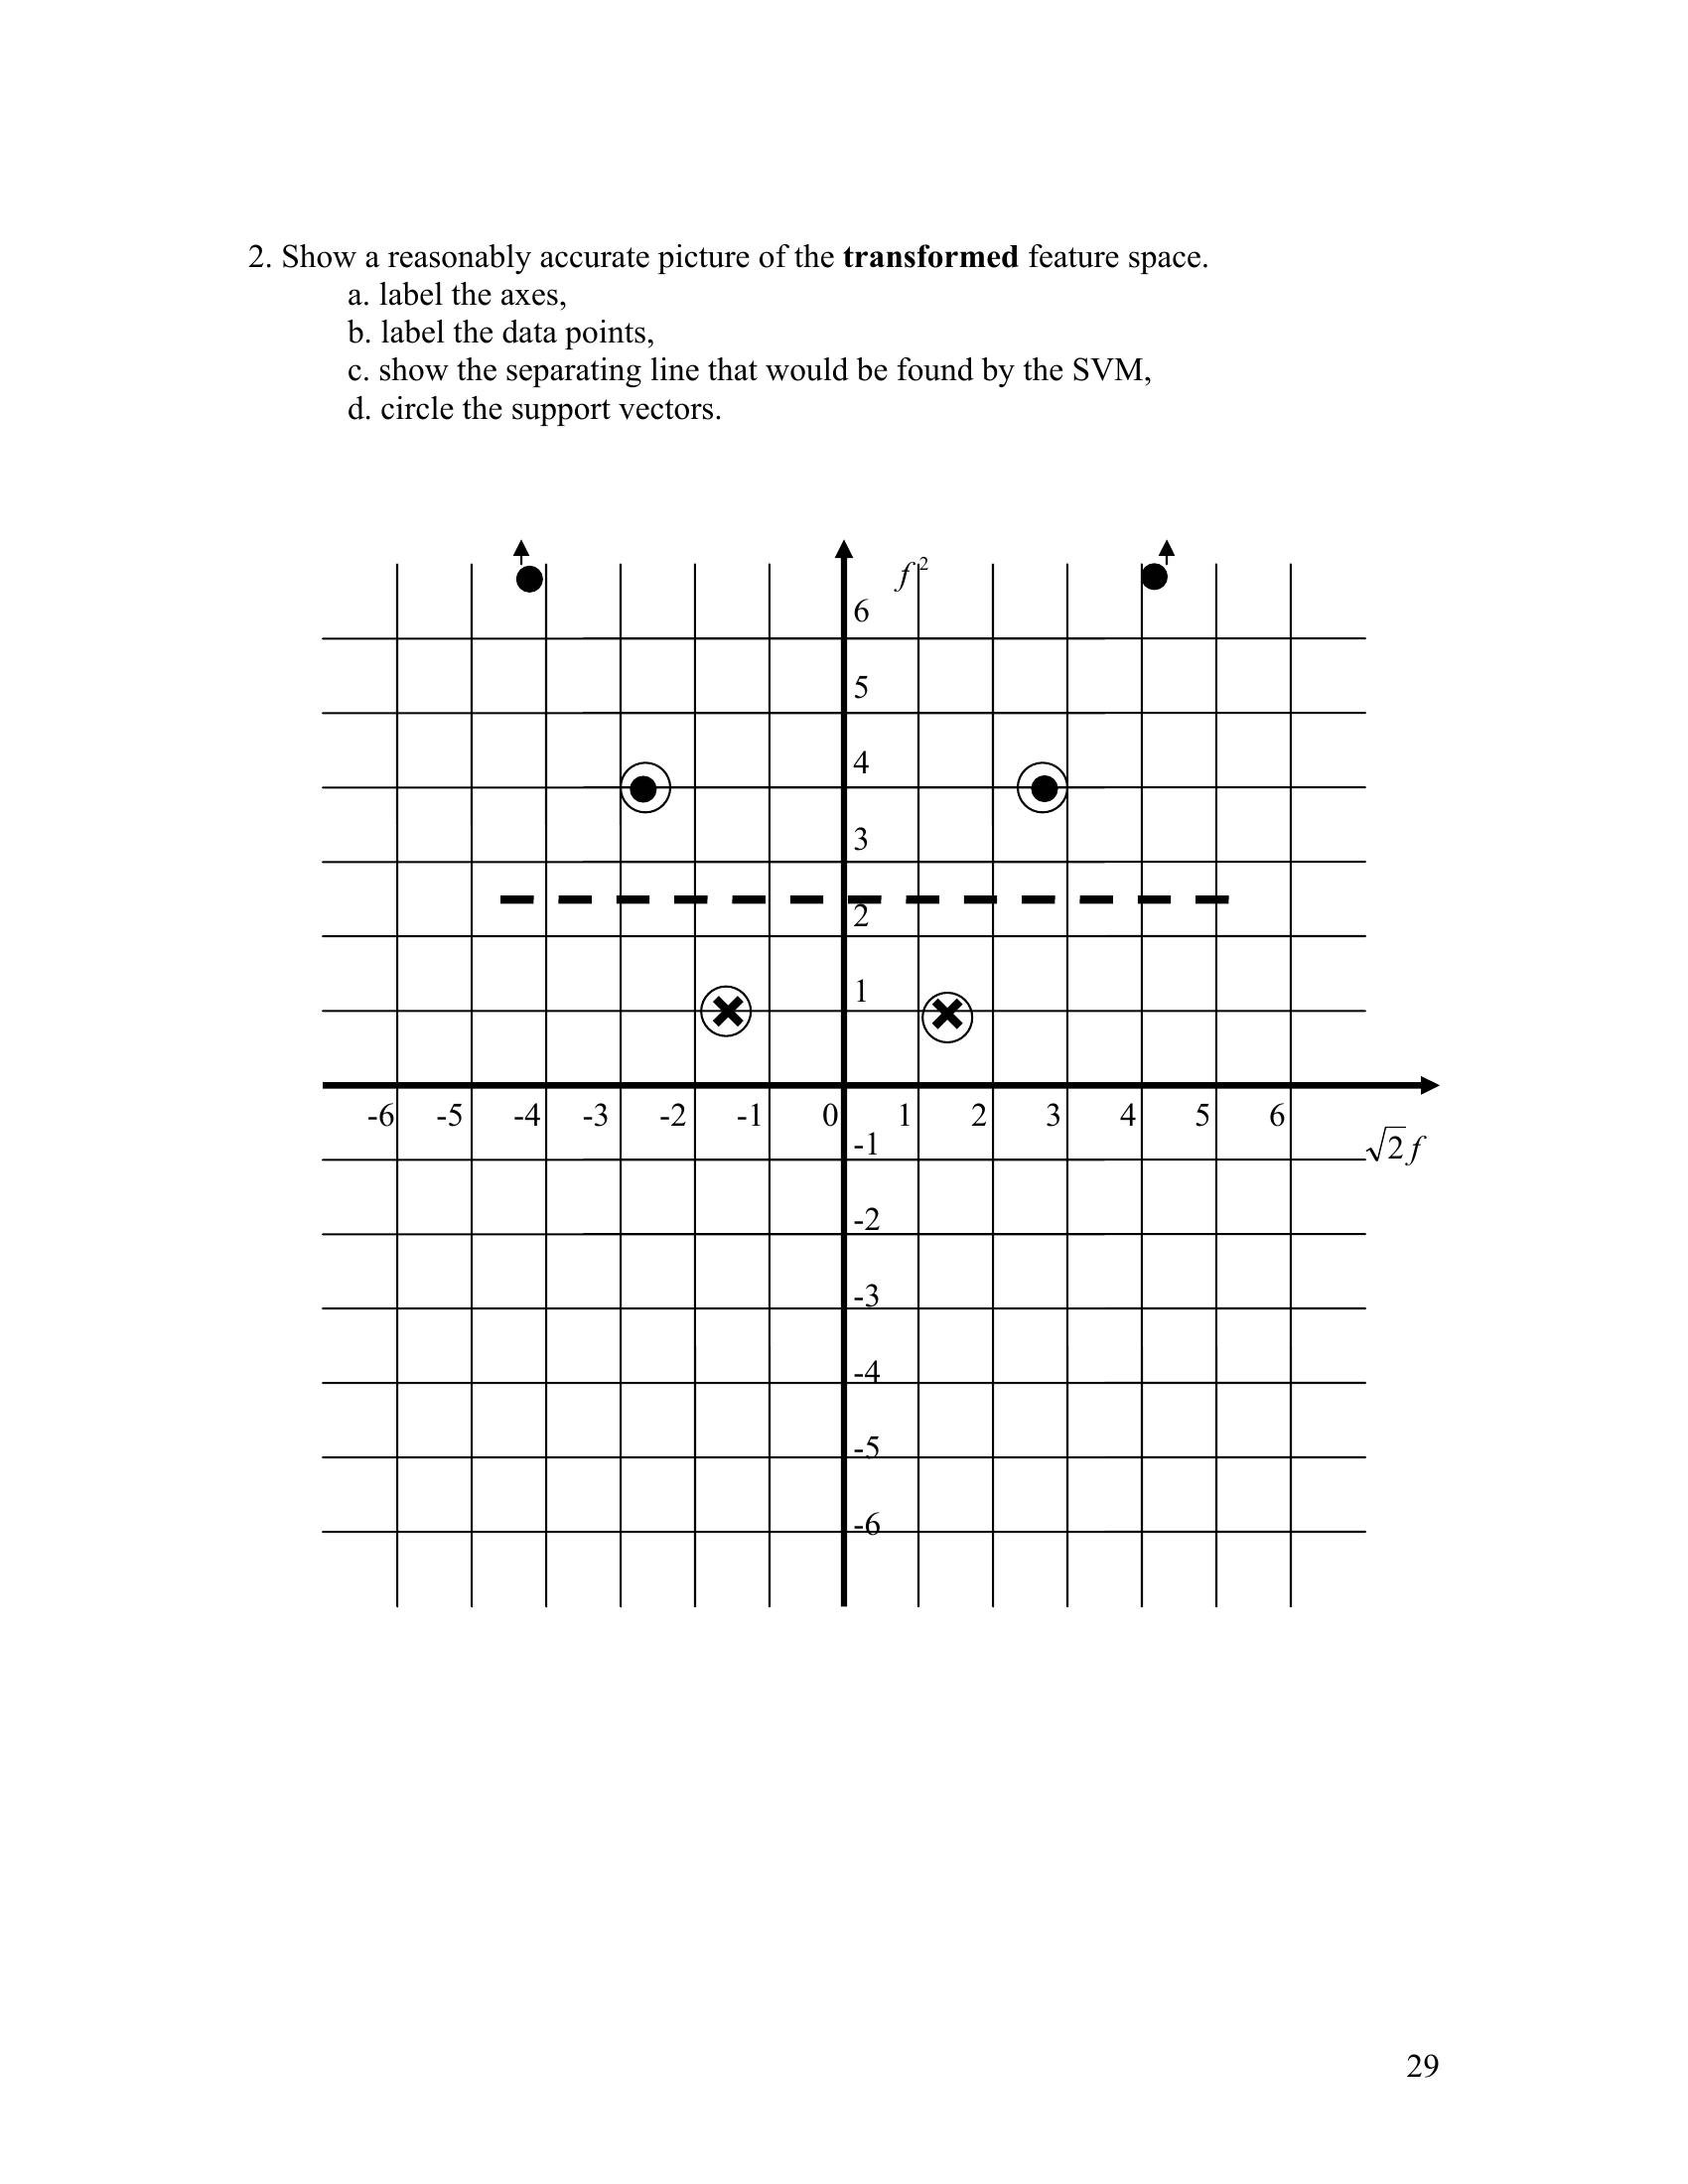 2. Show a reasonably accurate picture of the transformed feature space.
a. label the axes,
b. label the data points,
c. show the separating line that would be found by the SVM,
d. circle the support vectors.
f²
6
5
4
3
2
1
-6 -5 -4 -3 -2 -1 0 1 2 3 4 5 6
-1
√2f
-2
-3
-4
-5
-6
29